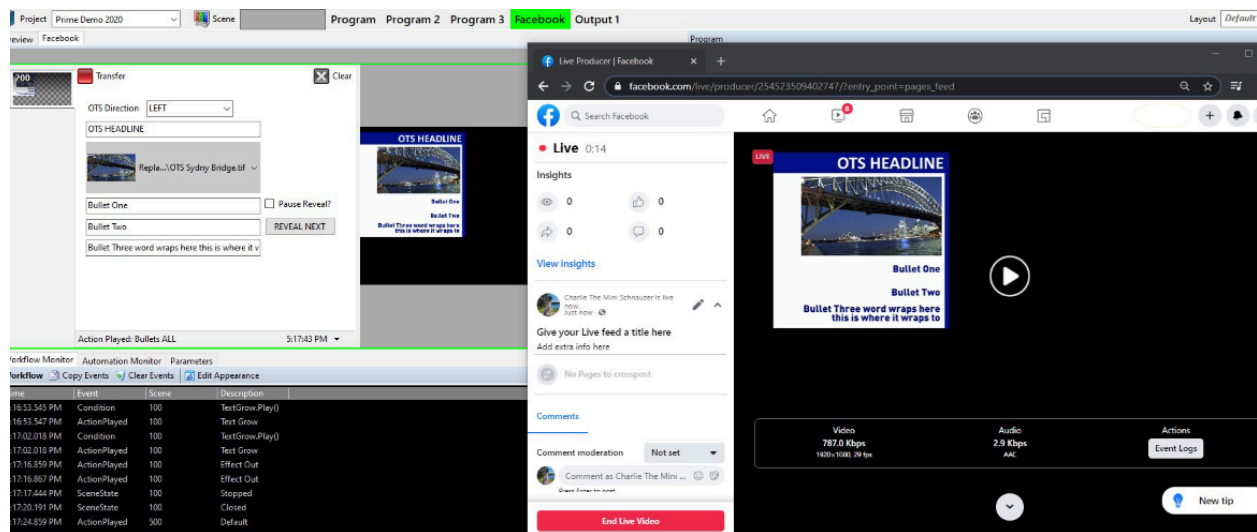 Project Prime Demo 2020 Scene Program Program 2 Program 3 Facebook Output 1 Layout Default
review Facebook
Program
200
Transfer
Clear
OTS Direction LEFT
OTS HEADLINE
Repla...\OTS Sydny Bridge.tif
Bullet One
Pause Reveal?
Bullet Two
REVEAL NEXT
Bullet Three word wraps here this is where it v
Action Played: Bullets ALL
5:17:43 PM
OTS HEADLINE
Bullet One
Bullet Two
Bullet Three word wraps here
this is where it wraps to
orkflow Monitor Automation Monitor Parameters
orkflow Copy Events Clear Events Edit Appearance
me Event Scene Description
:16:53.545 PM Condition 100 TextGrow.Play()
:16:53.547 PM ActionPlayed 100 Text Grow
:17:02.018 PM Condition 100 TextGrow.Play()
:17:02.018 PM ActionPlayed 100 Text Grow
:17:16.859 PM ActionPlayed 100 Effect Out
:17:16.867 PM ActionPlayed 100 Effect Out
:17:17.444 PM SceneState 100 Stopped
:17:20.191 PM SceneState 100 Closed
:17:24.859 PM ActionPlayed 500 Default
Live Producer | Facebook
facebook.com/live/producer/254523509402747/?entry_point=pages_feed
Search Facebook
8
Live 0:14
Insights
0 0
0 0
View insights
Charlie The Mini Schnauzer is live
now.
Just now
Give your Live feed a title here
Add extra info here
No Pages to crosspost
Comments
Comment moderation Not set
Comment as Charlie The Mini ...
Press Enter to post
End Live Video
LIVE
OTS HEADLINE
Bullet One
Bullet Two
Bullet Three word wraps here
this is where it wraps to
Video Audio Actions
787.0 Kbps 2.9 Kbps Event Logs
1920x1080, 29 fps AAC
New tip